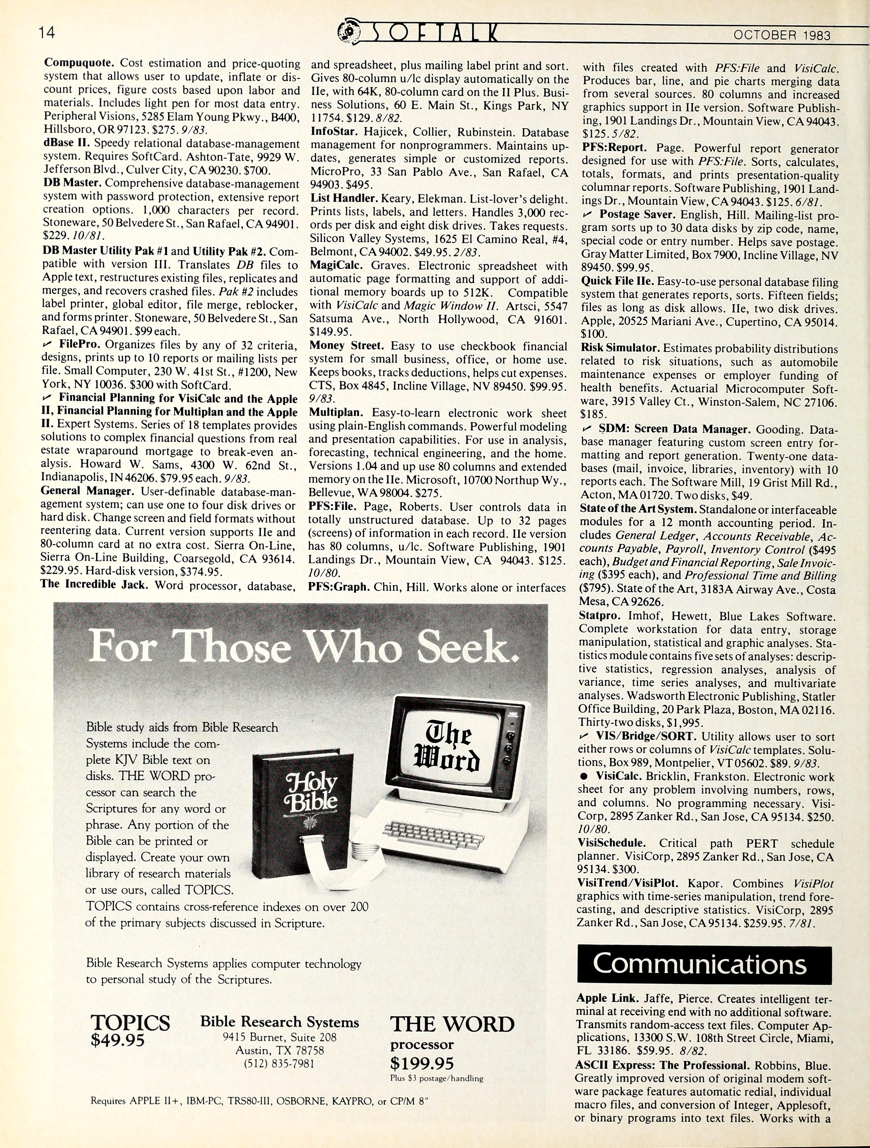 14
SOFTALK
OCTOBER 1983
Compuquote. Cost estimation and price-quoting
system that allows user to update, inflate or dis-
count prices, figure costs based upon labor and
materials. Includes light pen for most data entry.
Peripheral Visions, 5285 Elam Young Pkwy., B400,
Hillsboro, OR 97123. $275. 9/83.
dBase II. Speedy relational database-management
system. Requires SoftCard. Ashton-Tate, 9929 W.
Jefferson Blvd., Culver City, CA 90230. $700.
DB Master. Comprehensive database-management
system with password protection, extensive report
creation options. 1,000 characters per record.
Stoneware, 50 Belvedere St., San Rafael, CA 94901.
$229. 10/81.
DB Master Utility Pak #1 and Utility Pak #2. Com-
patible with version III. Translates DB files to
Apple text, restructures existing files, replicates and
merges, and recovers crashed files. Pak #2 includes
label printer, global editor, file merge, reblocker,
and forms printer. Stoneware, 50 Belvedere St., San
Rafael, CA 94901. $99 each.
✓ FilePro. Organizes files by any of 32 criteria,
designs, prints up to 10 reports or mailing lists per
file. Small Computer, 230 W. 41st St., #1200, New
York, NY 10036. $300 with SoftCard.
✓ Financial Planning for VisiCalc and the Apple
II, Financial Planning for Multiplan and the Apple
II. Expert Systems. Series of 18 templates provides
solutions to complex financial questions from real
estate wraparound mortgage to break-even an-
alysis. Howard W. Sams, 4300 W. 62nd St.,
Indianapolis, IN 46206. $79.95 each. 9/83.
General Manager. User-definable database-man-
agement system; can use one to four disk drives or
hard disk. Change screen and field formats without
reentering data. Current version supports IIe and
80-column card at no extra cost. Sierra On-Line,
Sierra On-Line Building, Coarsegold, CA 93614.
$229.95. Hard-disk version, $374.95.
The Incredible Jack. Word processor, database,
and spreadsheet, plus mailing label print and sort.
Gives 80-column u/lc display automatically on the
IIe, with 64K, 80-column card on the II Plus. Busi-
ness Solutions, 60 E. Main St., Kings Park, NY
11754. $129. 8/82.
InfoStar. Hajicek, Collier, Rubinstein. Database
management for nonprogrammers. Maintains up-
dates, generates simple or customized reports.
MicroPro, 33 San Pablo Ave., San Rafael, CA
94903. $495.
List Handler. Keary, Elekman. List-lover's delight.
Prints lists, labels, and letters. Handles 3,000 rec-
ords per disk and eight disk drives. Takes requests.
Silicon Valley Systems, 1625 El Camino Real, #4,
Belmont, CA 94002. $49.95. 2/83.
MagiCalc. Graves. Electronic spreadsheet with
automatic page formatting and support of addi-
tional memory boards up to 512K. Compatible
with VisiCalc and Magic Window II. Artsci, 5547
Satsuma Ave., North Hollywood, CA 91601.
$149.95.
Money Street. Easy to use checkbook financial
system for small business, office, or home use.
Keeps books, tracks deductions, helps cut expenses.
CTS, Box 4845, Incline Village, NV 89450. $99.95.
9/83.
Multiplan. Easy-to-learn electronic work sheet
using plain-English commands. Powerful modeling
and presentation capabilities. For use in analysis,
forecasting, technical engineering, and the home.
Versions 1.04 and up use 80 columns and extended
memory on the IIe. Microsoft, 10700 Northup Wy.,
Bellevue, WA 98004. $275.
PFS:File. Page, Roberts. User controls data in
totally unstructured database. Up to 32 pages
(screens) of information in each record. IIe version
has 80 columns, u/lc. Software Publishing, 1901
Landings Dr., Mountain View, CA 94043. $125.
10/80.
PFS:Graph. Chin, Hill. Works alone or interfaces
with files created with PFS:File and VisiCalc.
Produces bar, line, and pie charts merging data
from several sources. 80 columns and increased
graphics support in IIe version. Software Publish-
ing, 1901 Landings Dr., Mountain View, CA 94043.
$125. 5/82.
PFS:Report. Page. Powerful report generator
designed for use with PFS:File. Sorts, calculates,
totals, formats, and prints presentation-quality
columnar reports. Software Publishing, 1901 Land-
ings Dr., Mountain View, CA 94043. $125. 6/81.
✓ Postage Saver. English, Hill. Mailing-list pro-
gram sorts up to 30 data disks by zip code, name,
special code or entry number. Helps save postage.
Gray Matter Limited, Box 7900, Incline Village, NV
89450. $99.95.
Quick File IIe. Easy-to-use personal database filing
system that generates reports, sorts. Fifteen fields;
files as long as disk allows. IIe, two disk drives.
Apple, 20525 Mariani Ave., Cupertino, CA 95014.
$100.
Risk Simulator. Estimates probability distributions
related to risk situations, such as automobile
maintenance expenses or employer funding of
health benefits. Actuarial Microcomputer Soft-
ware, 3915 Valley Ct., Winston-Salem, NC 27106.
$185.
✓ SDM: Screen Data Manager. Gooding. Data-
base manager featuring custom screen entry for-
matting and report generation. Twenty-one data-
bases (mail, invoice, libraries, inventory) with 10
reports each. The Software Mill, 19 Grist Mill Rd.,
Acton, MA 01720. Two disks, $49.
State of the Art System. Standalone or interfaceable
modules for a 12 month accounting period. In-
cludes General Ledger, Accounts Receivable, Ac-
counts Payable, Payroll, Inventory Control ($495
each), Budget and Financial Reporting, Sale Invoic-
ing ($395 each), and Professional Time and Billing
($795). State of the Art, 3183A Airway Ave., Costa
Mesa, CA 92626.
Statpro. Imhof, Hewett, Blue Lakes Software.
Complete workstation for data entry, storage
manipulation, statistical and graphic analyses. Sta-
tistics module contains five sets of analyses: descrip-
tive statistics, regression analyses, analysis of
variance, time series analyses, and multivariate
analyses. Wadsworth Electronic Publishing, Statler
Office Building, 20 Park Plaza, Boston, MA 02116.
Thirty-two disks, $1,995.
✓ VIS/Bridge/SORT. Utility allows user to sort
either rows or columns of VisiCalc templates. Solu-
tions, Box 989, Montpelier, VT 05602. $89. 9/83.
● VisiCalc. Bricklin, Frankston. Electronic work
sheet for any problem involving numbers, rows,
and columns. No programming necessary. Visi-
Corp, 2895 Zanker Rd., San Jose, CA 95134. $250.
10/80.
VisiSchedule. Critical path PERT schedule
planner. VisiCorp, 2895 Zanker Rd., San Jose, CA
95134. $300.
VisiTrend/VisiPlot. Kapor. Combines VisiPlot
graphics with time-series manipulation, trend fore-
casting, and descriptive statistics. VisiCorp, 2895
Zanker Rd., San Jose, CA 95134. $259.95. 7/81.
Communications
Apple Link. Jaffe, Pierce. Creates intelligent ter-
minal at receiving end with no additional software.
Transmits random-access text files. Computer Ap-
plications, 13300 S.W. 108th Street Circle, Miami,
FL 33186. $59.95. 8/82.
ASCII Express: The Professional. Robbins, Blue.
Greatly improved version of original modem soft-
ware package features automatic redial, individual
macro files, and conversion of Integer, Applesoft,
or binary programs into text files. Works with a
For Those Who Seek.
Bible study aids from Bible Research
Systems include the com-
plete KJV Bible text on
disks. THE WORD pro-
cessor can search the
Scriptures for any word or
phrase. Any portion of the
Bible can be printed or
displayed. Create your own
library of research materials
or use ours, called TOPICS.
TOPICS contains cross-reference indexes on over 200
of the primary subjects discussed in Scripture.
Holy
Bible
The
Word
Bible Research Systems applies computer technology
to personal study of the Scriptures.
TOPICS
$49.95
Bible Research Systems
9415 Burnet, Suite 208
Austin, TX 78758
(512) 835-7981
THE WORD
processor
$199.95
Plus $3 postage/handling
Requires APPLE II+, IBM-PC, TRS80-III, OSBORNE, KAYPRO, or CP/M 8"